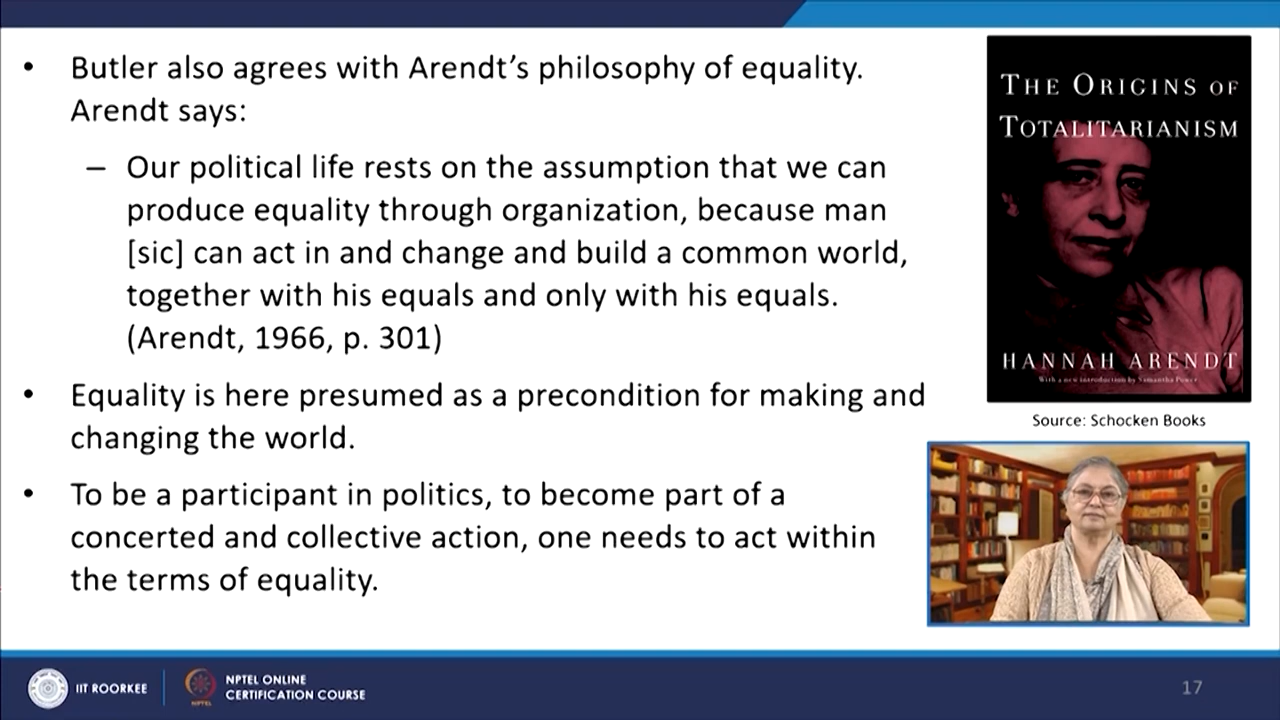 • Butler also agrees with Arendt's philosophy of equality.
Arendt says:
– Our political life rests on the assumption that we can
produce equality through organization, because man
[sic] can act in and change and build a common world,
together with his equals and only with his equals.
(Arendt, 1966, p. 301)
• Equality is here presumed as a precondition for making and
changing the world.
• To be a participant in politics, to become part of a
concerted and collective action, one needs to act within
the terms of equality.
THE ORIGINS OF
TOTALITARIANISM
HANNAH ARENDT
With a new introduction by Samantha Power
Source: Schocken Books
IIT ROORKEE
NPTEL
NPTEL ONLINE
CERTIFICATION COURSE
17